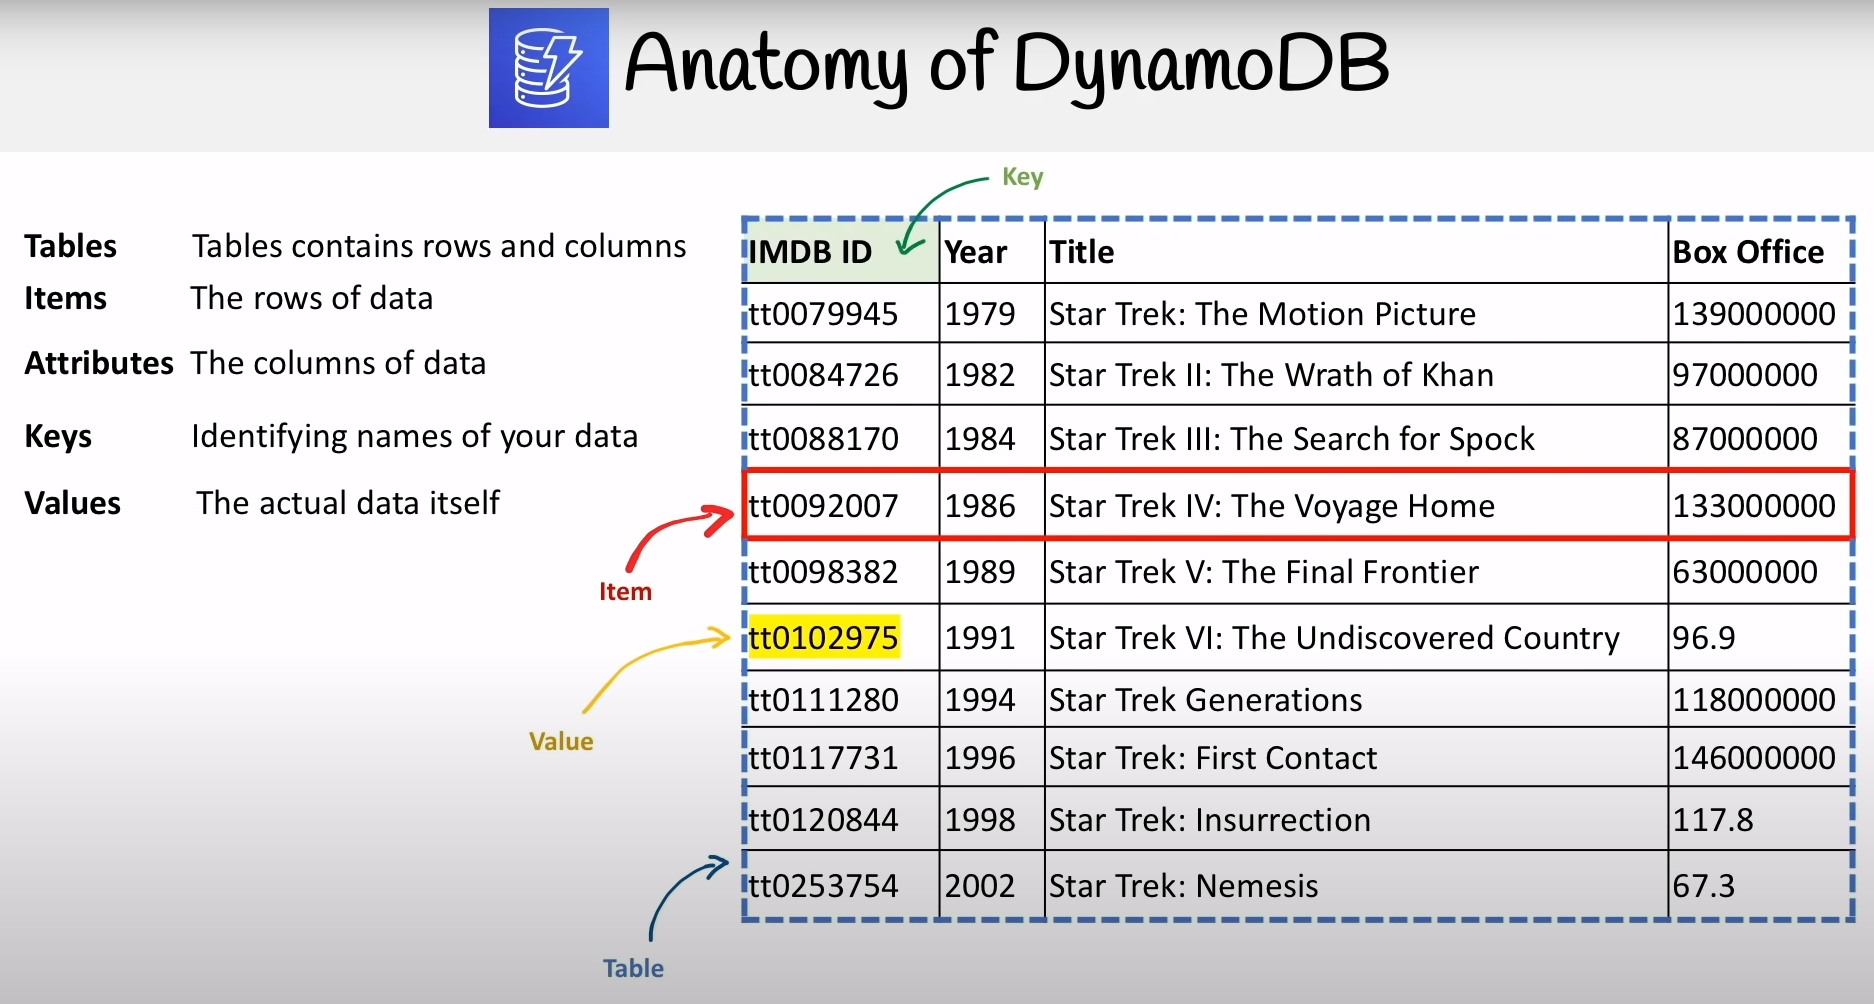 Anatomy of DynamoDB
Tables Tables contains rows and columns
Items The rows of data
Attributes The columns of data
Keys Identifying names of your data
Values The actual data itself
Key
IMDB ID Year Title Box Office
tt0079945 1979 Star Trek: The Motion Picture 139000000
tt0084726 1982 Star Trek II: The Wrath of Khan 97000000
tt0088170 1984 Star Trek III: The Search for Spock 87000000
tt0092007 1986 Star Trek IV: The Voyage Home 133000000
tt0098382 1989 Star Trek V: The Final Frontier 63000000
tt0102975 1991 Star Trek VI: The Undiscovered Country 96.9
tt0111280 1994 Star Trek Generations 118000000
tt0117731 1996 Star Trek: First Contact 146000000
tt0120844 1998 Star Trek: Insurrection 117.8
tt0253754 2002 Star Trek: Nemesis 67.3
Item
Value
Table